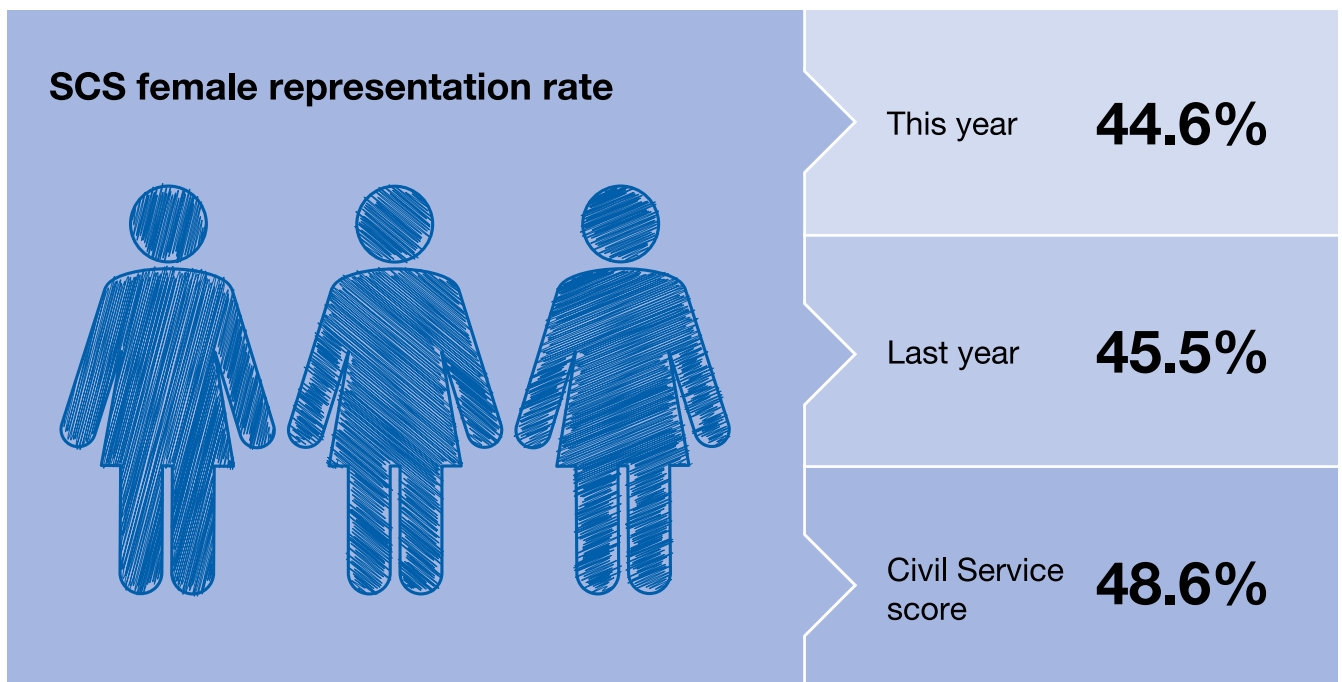 SCS female representation rate
This year 44.6%
Last year 45.5%
Civil Service
score 48.6%